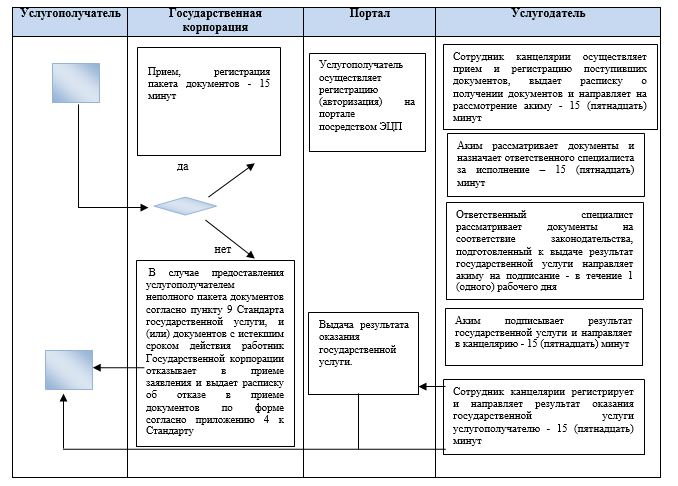 Услугополучатель
Государственная
корпорация
Портал
Услугодатель
Прием, регистрация
пакета документов - 15
минут
да
нет
В случае предоставления
услугополучателем
неполного пакета документов
согласно пункту 9 Стандарта
государственной услуги, и
(или) документов с истекшим
сроком действия работник
Государственной корпорации
отказывает в приеме
заявления и выдает расписку
об отказе в приеме
документов по форме
согласно приложению 4 к
Стандарту
Услугополучатель
осуществляет
регистрацию
(авторизацию) на
портале
посредством ЭЦП
Выдача результата
оказания
государственной
услуги.
Сотрудник канцелярии осуществляет
прием и регистрацию поступивших
документов, выдает расписку о
получении документов и направляет на
рассмотрение акиму - 15 (пятнадцать)
минут
Аким рассматривает документы и
назначает ответственного специалиста
за исполнение – 15 (пятнадцать)
минут
Ответственный специалист
рассматривает документы на
соответствие законодательства,
подготовленный к выдаче результат
государственной услуги направляет
акиму на подписание - в течение 1
(одного) рабочего дня
Аким подписывает результат
государственной услуги и направляет
в канцелярию - 15 (пятнадцать) минут
Сотрудник канцелярии регистрирует
и направляет результат оказания
государственной услуги
услугополучателю - 15 (пятнадцать)
минут